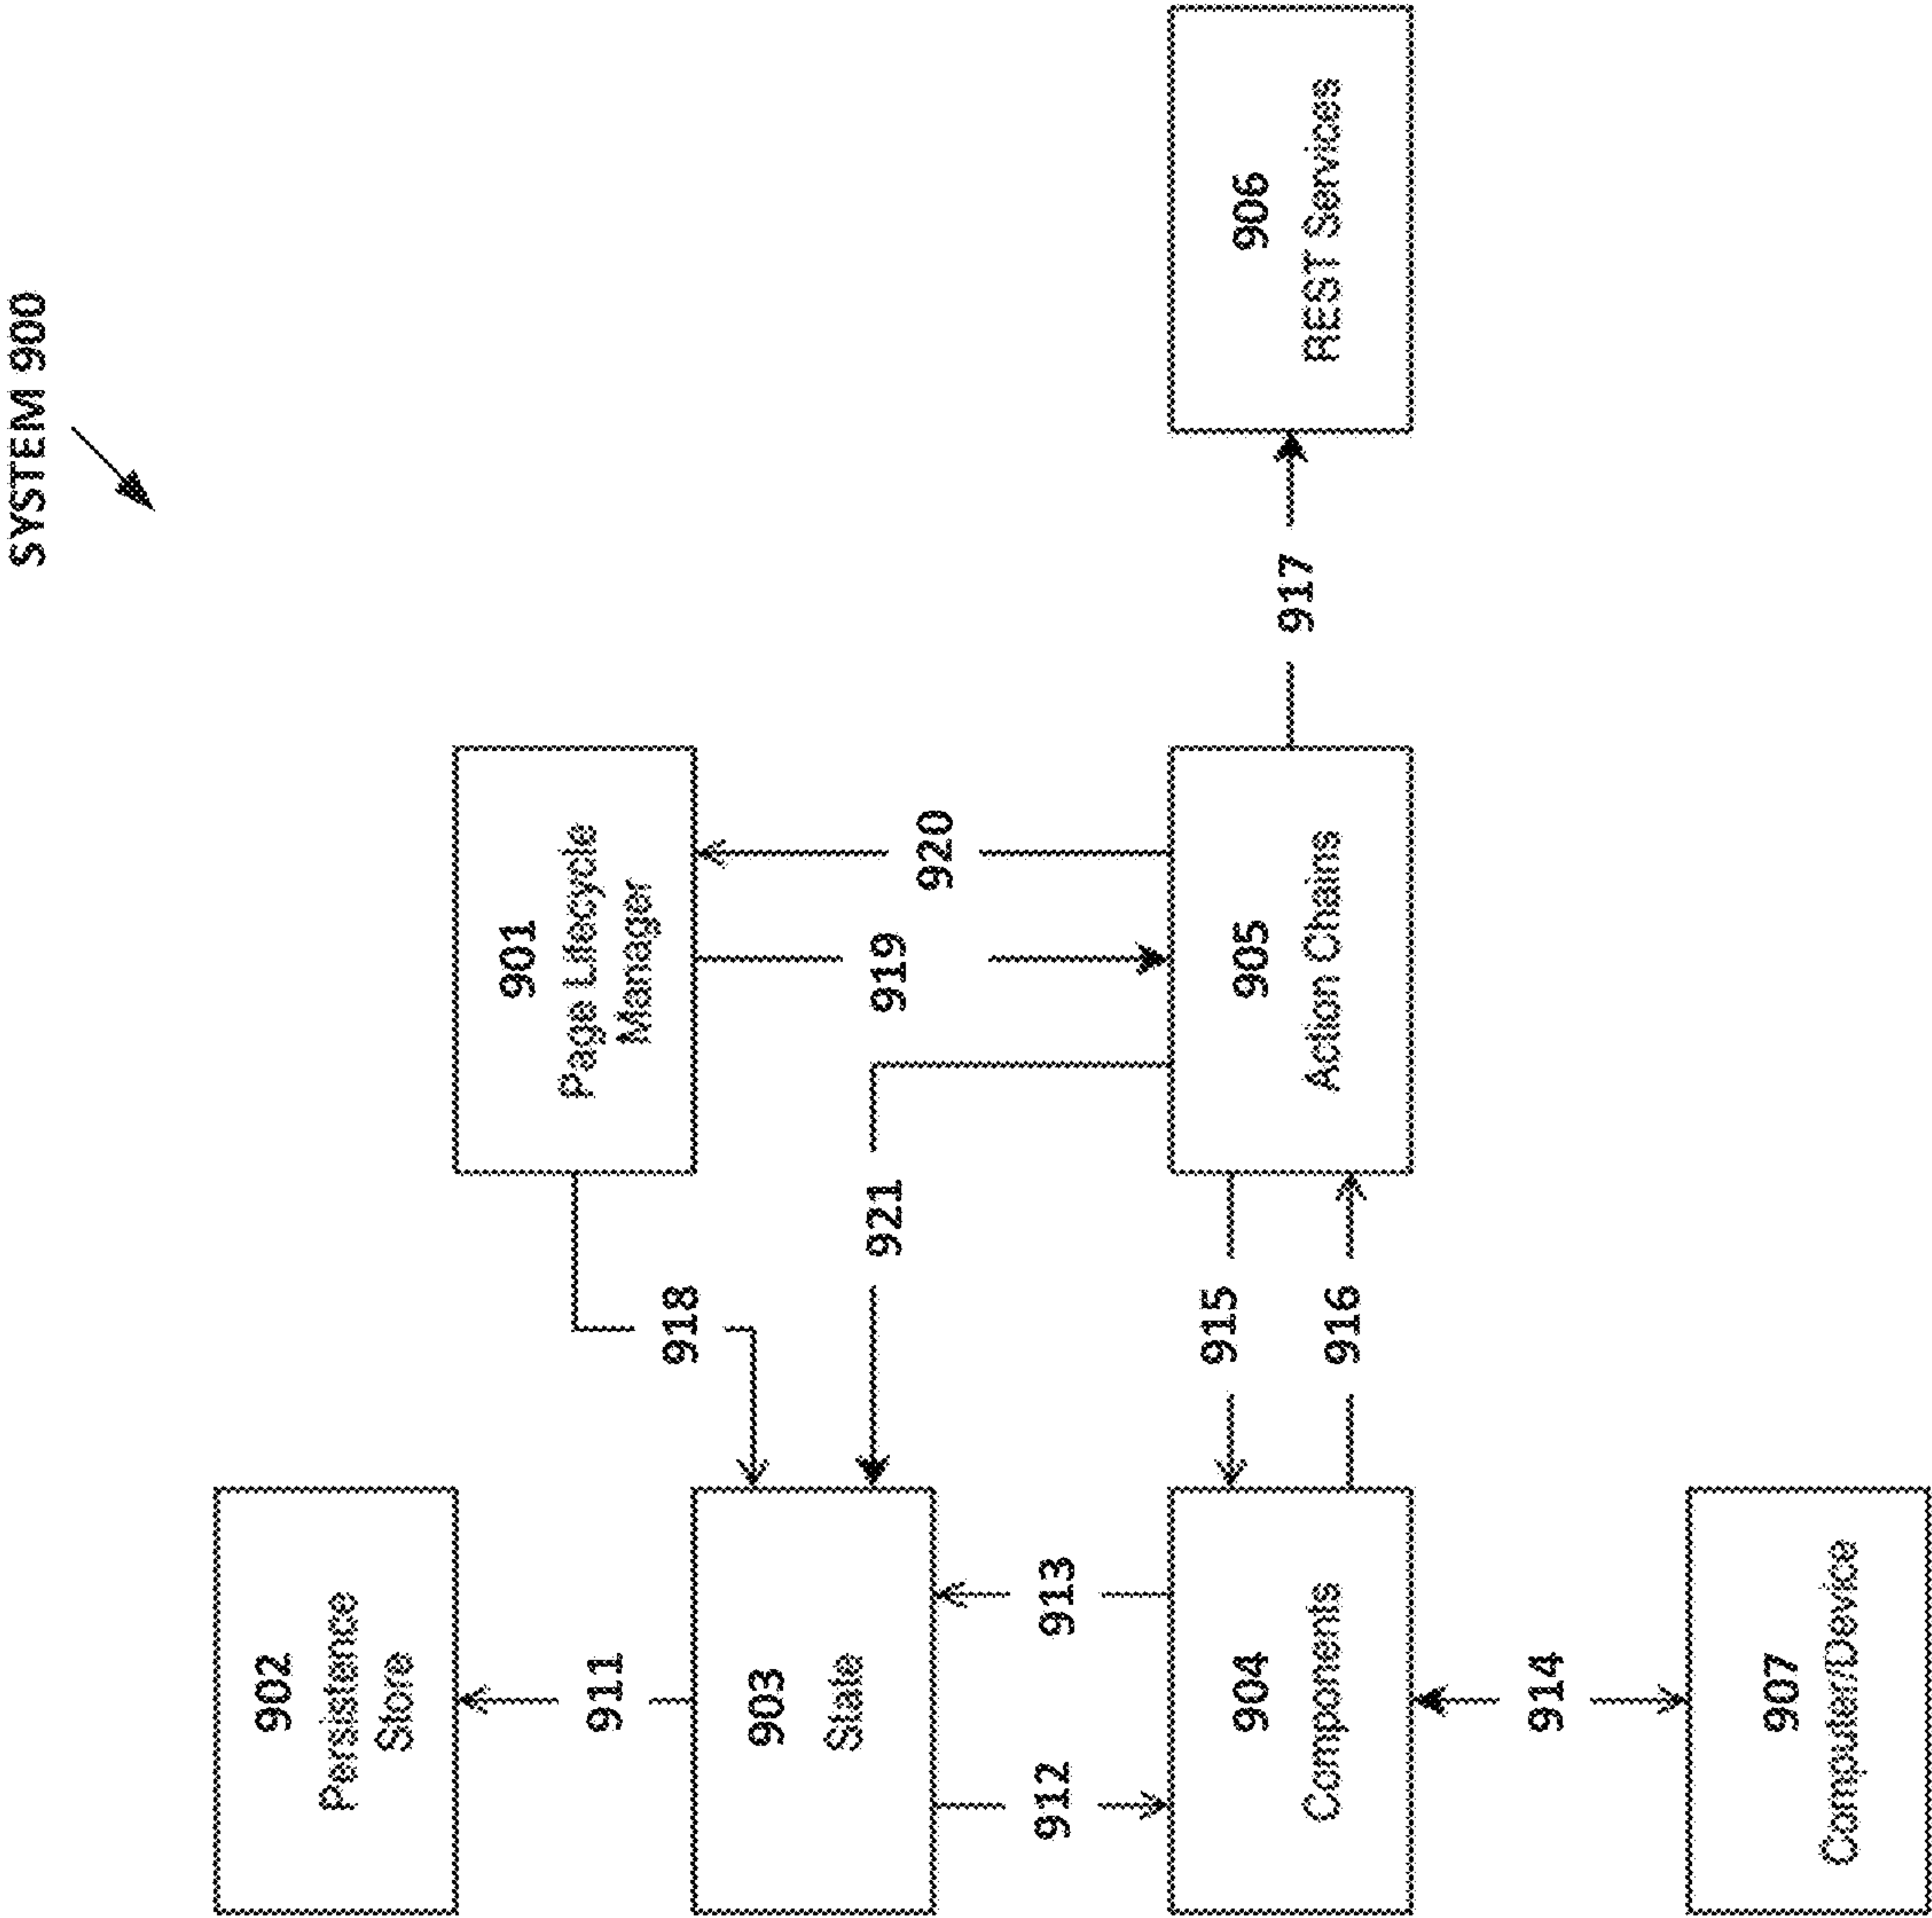 SYSTEM 900
902
Persistence
Store
911
903
State
912
913
904
Components
914
907
Computer/Device
918
921
915
916
901
Page Lifecycle
Manager
919
920
905
Action Chains
917
906
REST Services